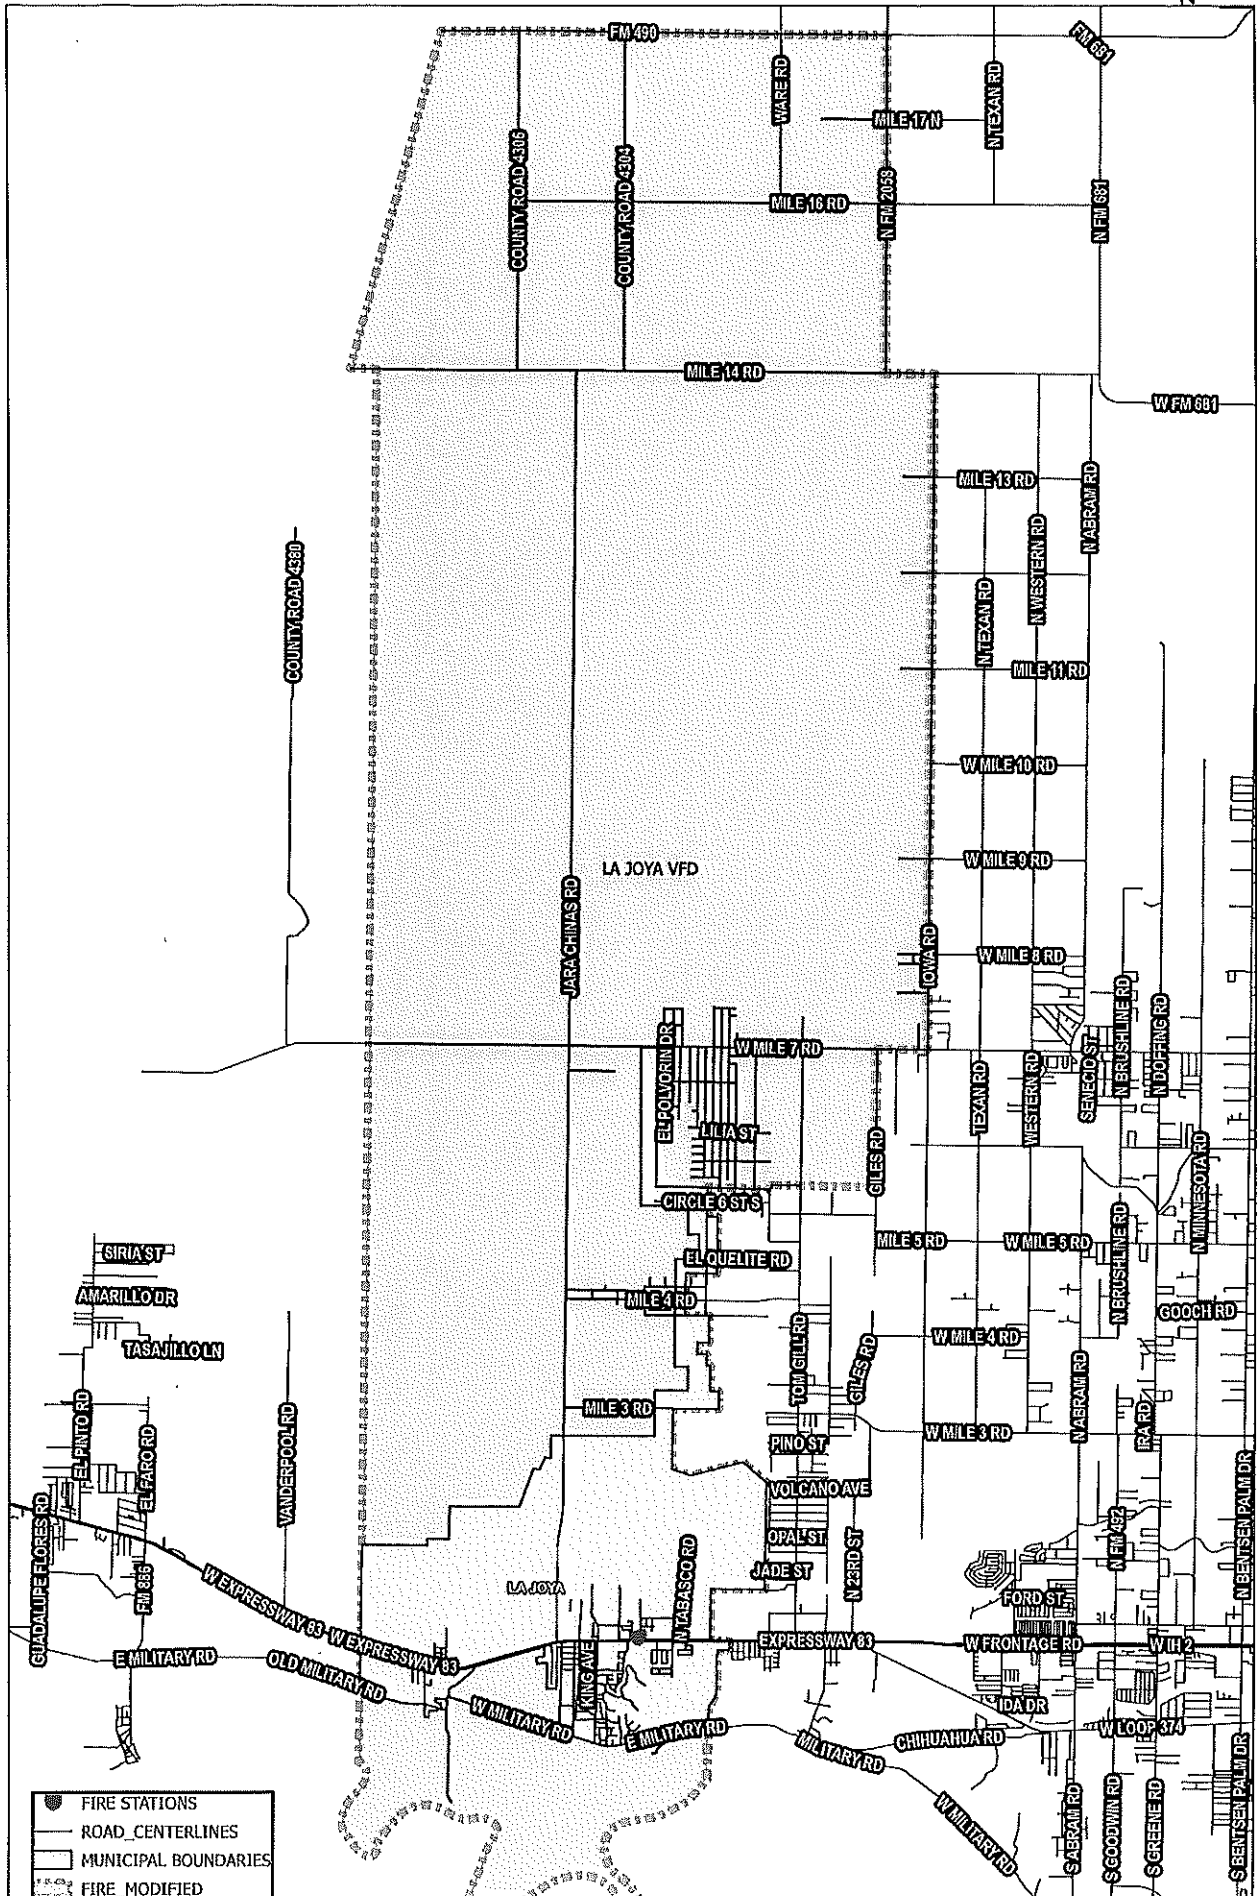 FM 490
FM 681
WARE RD
N TEXAN RD
MILE 17 N
COUNTY ROAD 4306
COUNTY ROAD 4304
N FM 2058
MILE 16 RD
N FM 681
MILE 14 RD
W FM 681
MILE 13 RD
N ABRAM RD
N WESTERN RD
COUNTY ROAD 4380
N TEXAN RD
MILE 11 RD
W MILE 10 RD
W MILE 9 RD
LA JOYA VFD
JARA CHINAS RD
IOWA RD
W MILE 8 RD
N BRUSHLINE RD
N DOFFING RD
W MILE 7 RD
EL POLVORIN DR
SENECIO ST
TEXAN RD
WESTERN RD
LILIA ST
GILES RD
N MINNESOTA RD
CIRCLE 6 ST S
MILE 5 RD
W MILE 5 RD
N BRUSHLINE RD
SIRIA ST
EL QUELITE RD
AMARILLO DR
MILE 4 RD
GOOCH RD
TASAJILLO LN
TOM GILL RD
GILES RD
W MILE 4 RD
N ABRAM RD
EL PINTO RD
EL FARO RD
VANDERPOOL RD
MILE 3 RD
PINO ST
W MILE 3 RD
IRA RD
VOLCANO AVE
N BENTSEN PALM DR
GUADALUPE FLORES RD
OPAL ST
N FM 492
FM 886
W EXPRESSWAY 83
LA JOYA
N TABASCO RD
JADE ST
N 23RD ST
FORD ST
W EXPRESSWAY 83
EXPRESSWAY 83
W FRONTAGE RD
W IH 2
E MILITARY RD
OLD MILITARY RD
KING AVE
W MILITARY RD
E MILITARY RD
IDA DR
MILITARY RD
CHIHUAHUA RD
W LOOP 374
W MILITARY RD
S ABRAM RD
S GOODWIN RD
S GREENE RD
S BENTSEN PALM DR
FIRE STATIONS
ROAD_CENTERLINES
MUNICIPAL BOUNDARIES
FIRE_MODIFIED